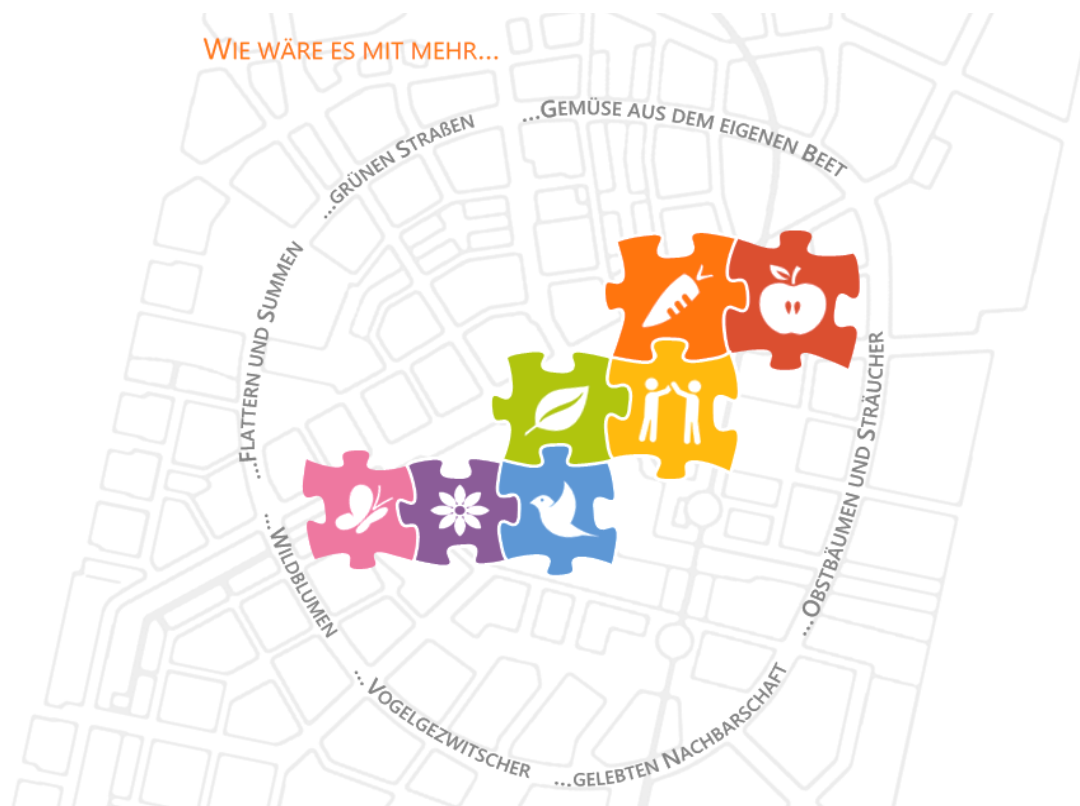 Wie wäre es mit mehr...
...grünen Straßen
...Gemüse aus dem eigenen Beet
...Flattern und Summen
...Obstbäumen und Sträucher
...Wildblumen
...Vogelgezwitscher
...gelebten Nachbarschaft